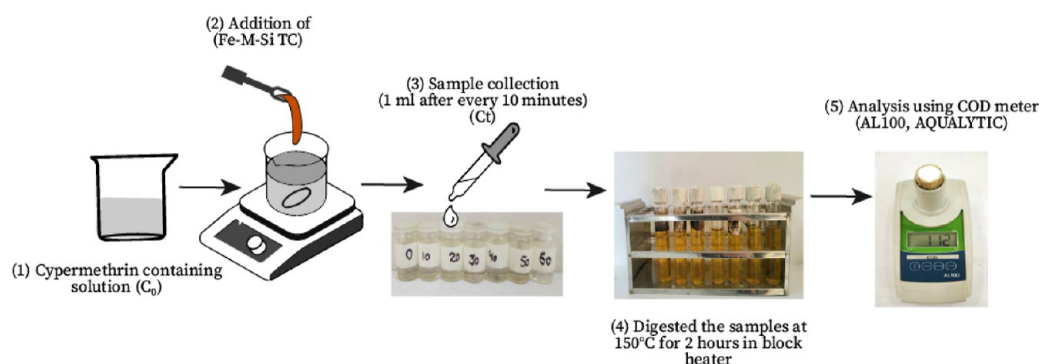 (1) Cypermethrin containing
solution (C₀)
(2) Addition of
(Fe-M-Si TC)
(3) Sample collection
(1 ml after every 10 minutes)
(Ct)
0 10 20 30 40 50 60
(4) Digested the samples at
150°C for 2 hours in block
heater
(5) Analysis using COD meter
(AL100, AQUALYTIC)
AL100